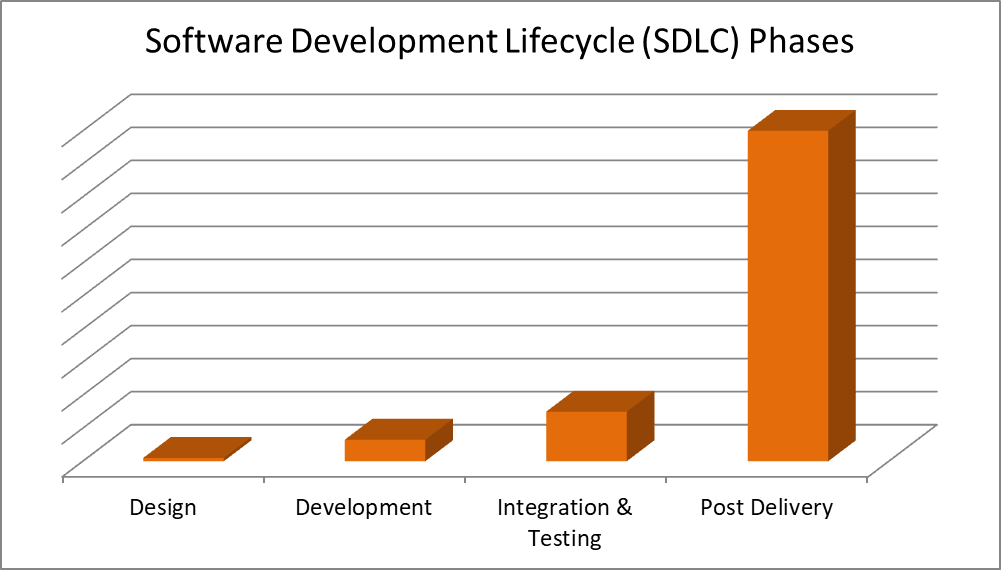 Software Development Lifecycle (SDLC) Phases
Design
Development
Integration &
Testing
Post Delivery